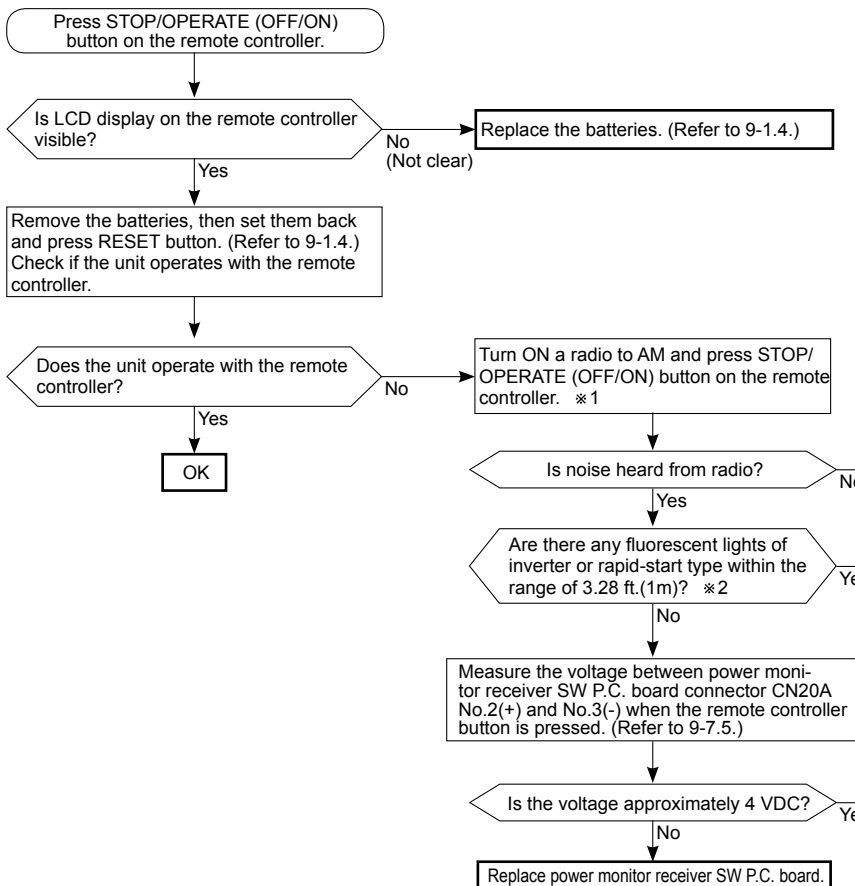 Press STOP/OPERATE (OFF/ON)
button on the remote controller.
Is LCD display on the remote controller
visible?
No
(Not clear)
Replace the batteries. (Refer to 9-1.4.)
Yes
Remove the batteries, then set them back
and press RESET button. (Refer to 9-1.4.)
Check if the unit operates with the remote
controller.
Does the unit operate with the remote
controller?
No
Yes
OK
Turn ON a radio to AM and press STOP/
OPERATE (OFF/ON) button on the remote
controller. ※1
Is noise heard from radio?
No
Yes
Are there any fluorescent lights of
inverter or rapid-start type within the
range of 3.28 ft.(1m)? ※2
Ye
No
Measure the voltage between power moni-
tor receiver SW P.C. board connector CN20A
No.2(+) and No.3(-) when the remote controller
button is pressed. (Refer to 9-7.5.)
Is the voltage approximately 4 VDC?
Ye
No
Replace power monitor receiver SW P.C. board.